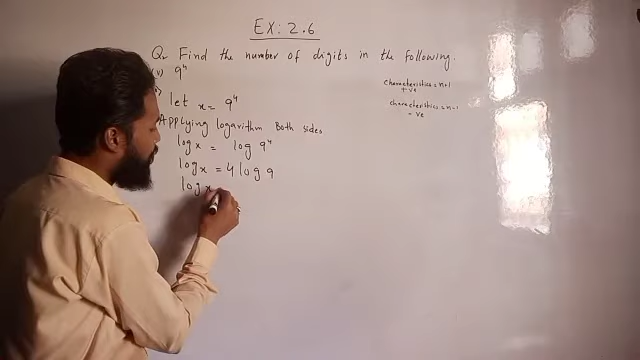 EX: 2.6
Q. Find the number of digits in the following.
(v) 9⁴
let x = 9⁴
Applying logarithm Both sides
log x = log 9⁴
log x = 4 log 9
log x
characteristics = n+1
+ve
characteristics = n-1
- ve